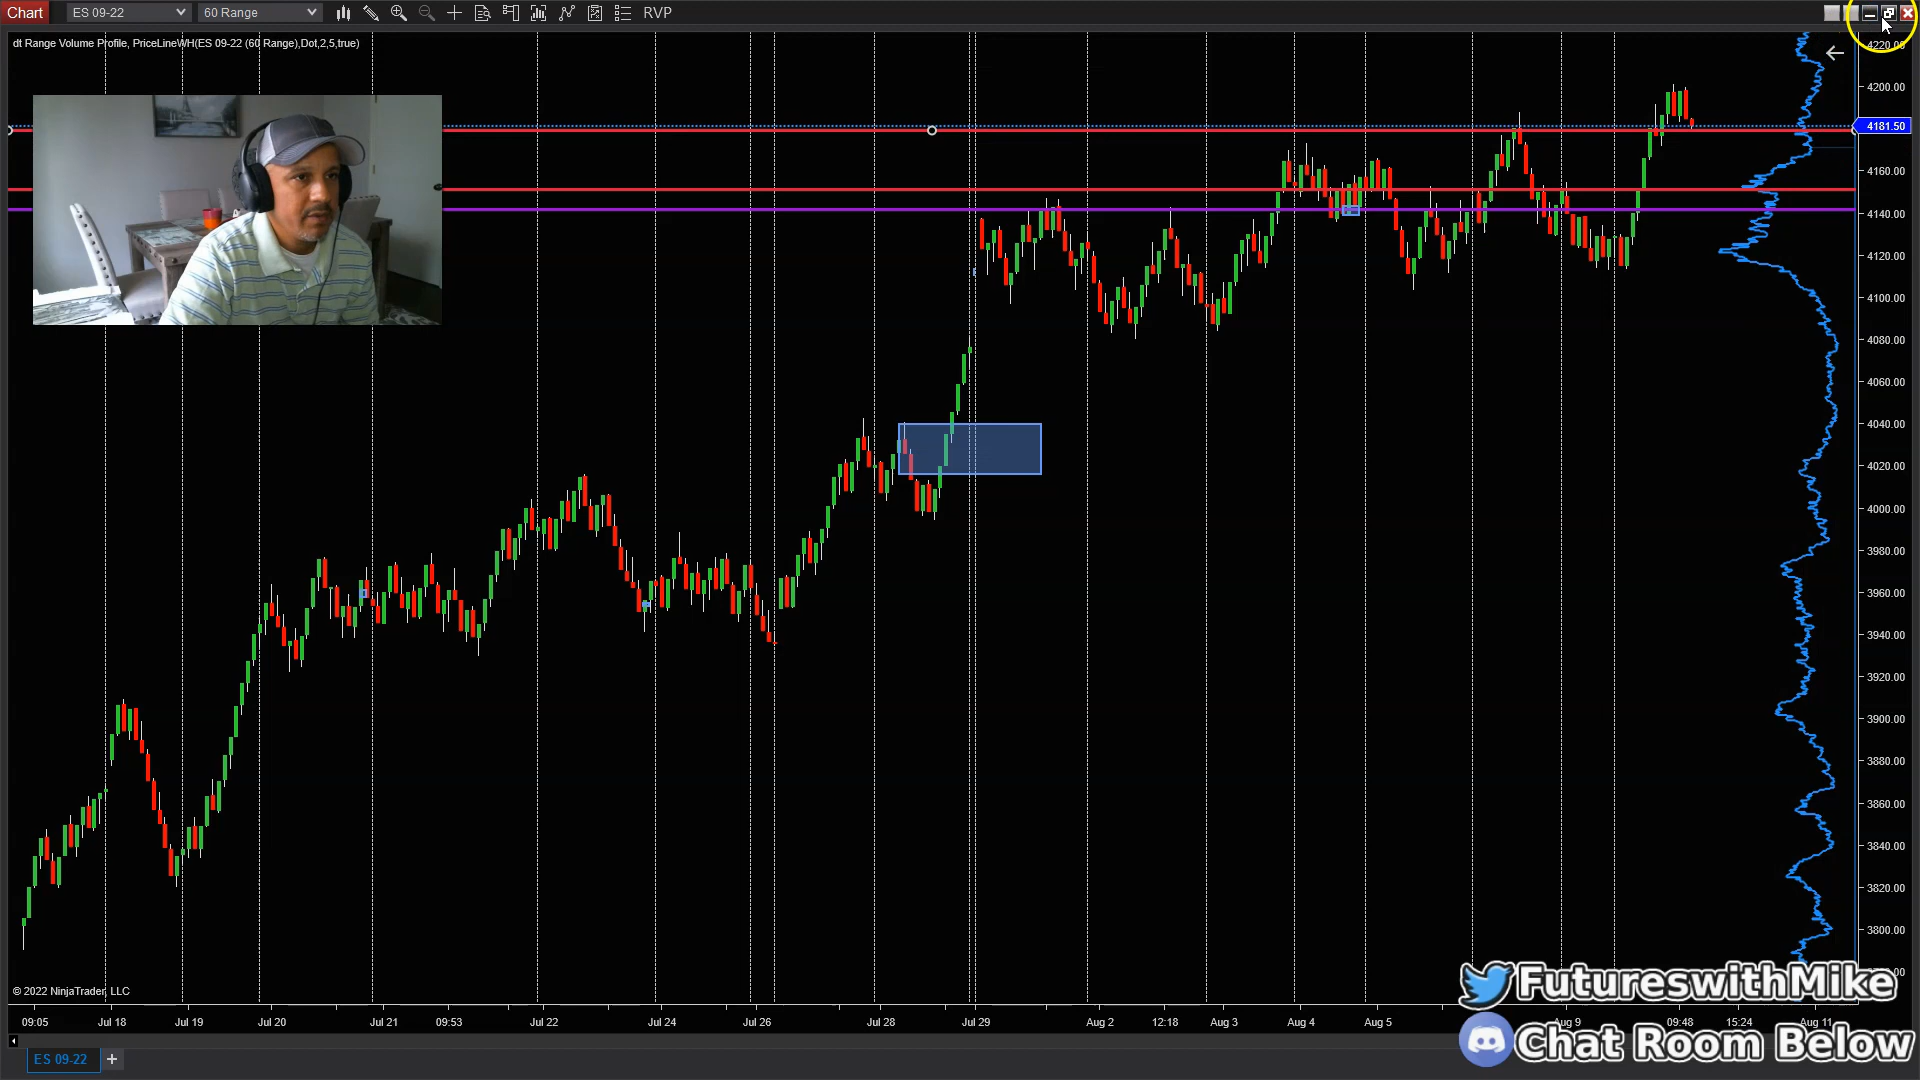 Chart
ES 09-22
60 Range
RVP
dt Range Volume Profile, PriceLineWH(ES 09-22 (60 Range),Dot,2,5,true)
4220.00
4200.00
4181.50
4160.00
4140.00
4120.00
4100.00
4080.00
4060.00
4040.00
4020.00
4000.00
3980.00
3960.00
3940.00
3920.00
3900.00
3880.00
3860.00
3840.00
3820.00
3800.00
© 2022 NinjaTrader, LLC
FutureswithMike
09:05 Jul 18 Jul 19 Jul 20 Jul 21 09:53 Jul 22 Jul 24 Jul 26 Jul 28 Jul 29 Aug 2 12:18 Aug 3 Aug 4 Aug 5 Aug 9 09:48 15:24 Aug 11
Chat Room Below
ES 09-22